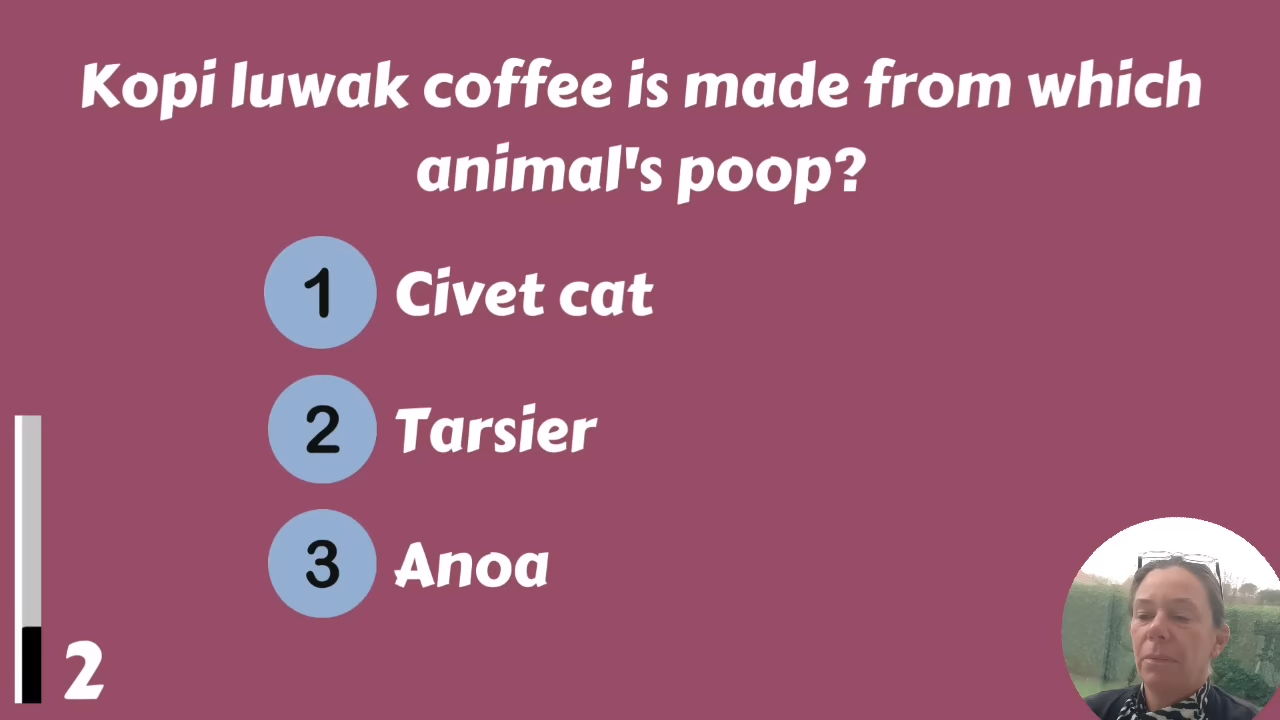 Kopi luwak coffee is made from which
animal's poop?
1 Civet cat
2 Tarsier
3 Anoa
2